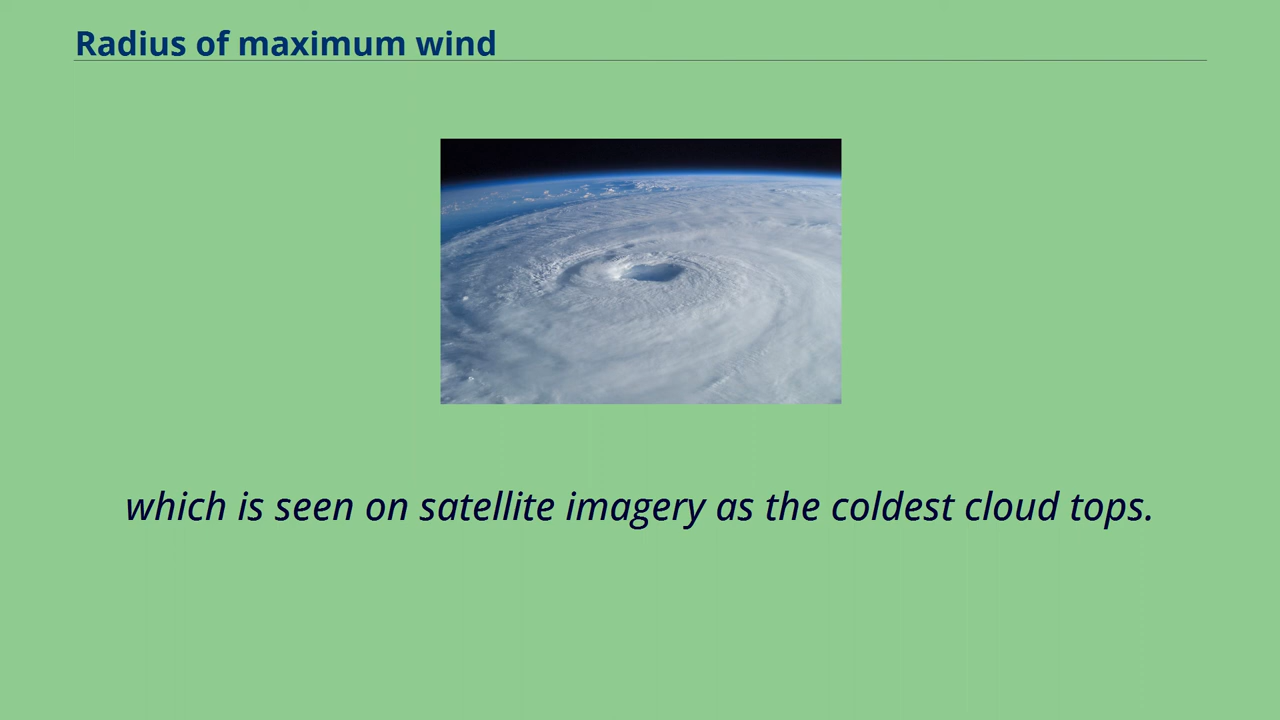 Radius of maximum wind
which is seen on satellite imagery as the coldest cloud tops.